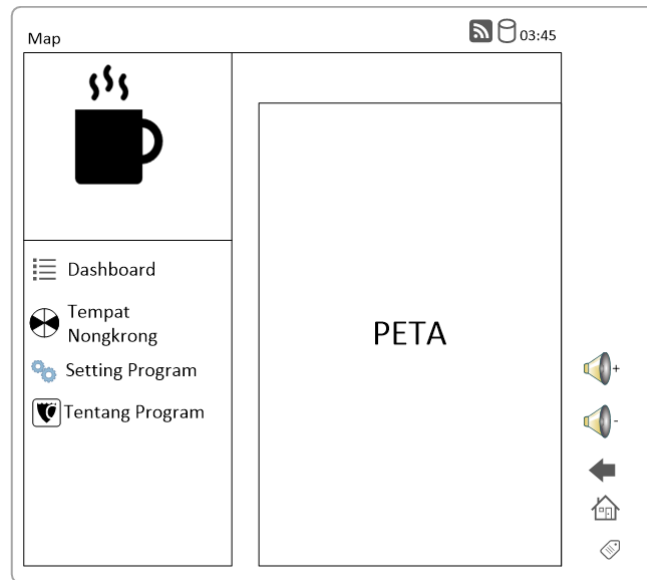 Map
03:45
Dashboard
Tempat
Nongkrong
Setting Program
Tentang Program
PETA
+
-